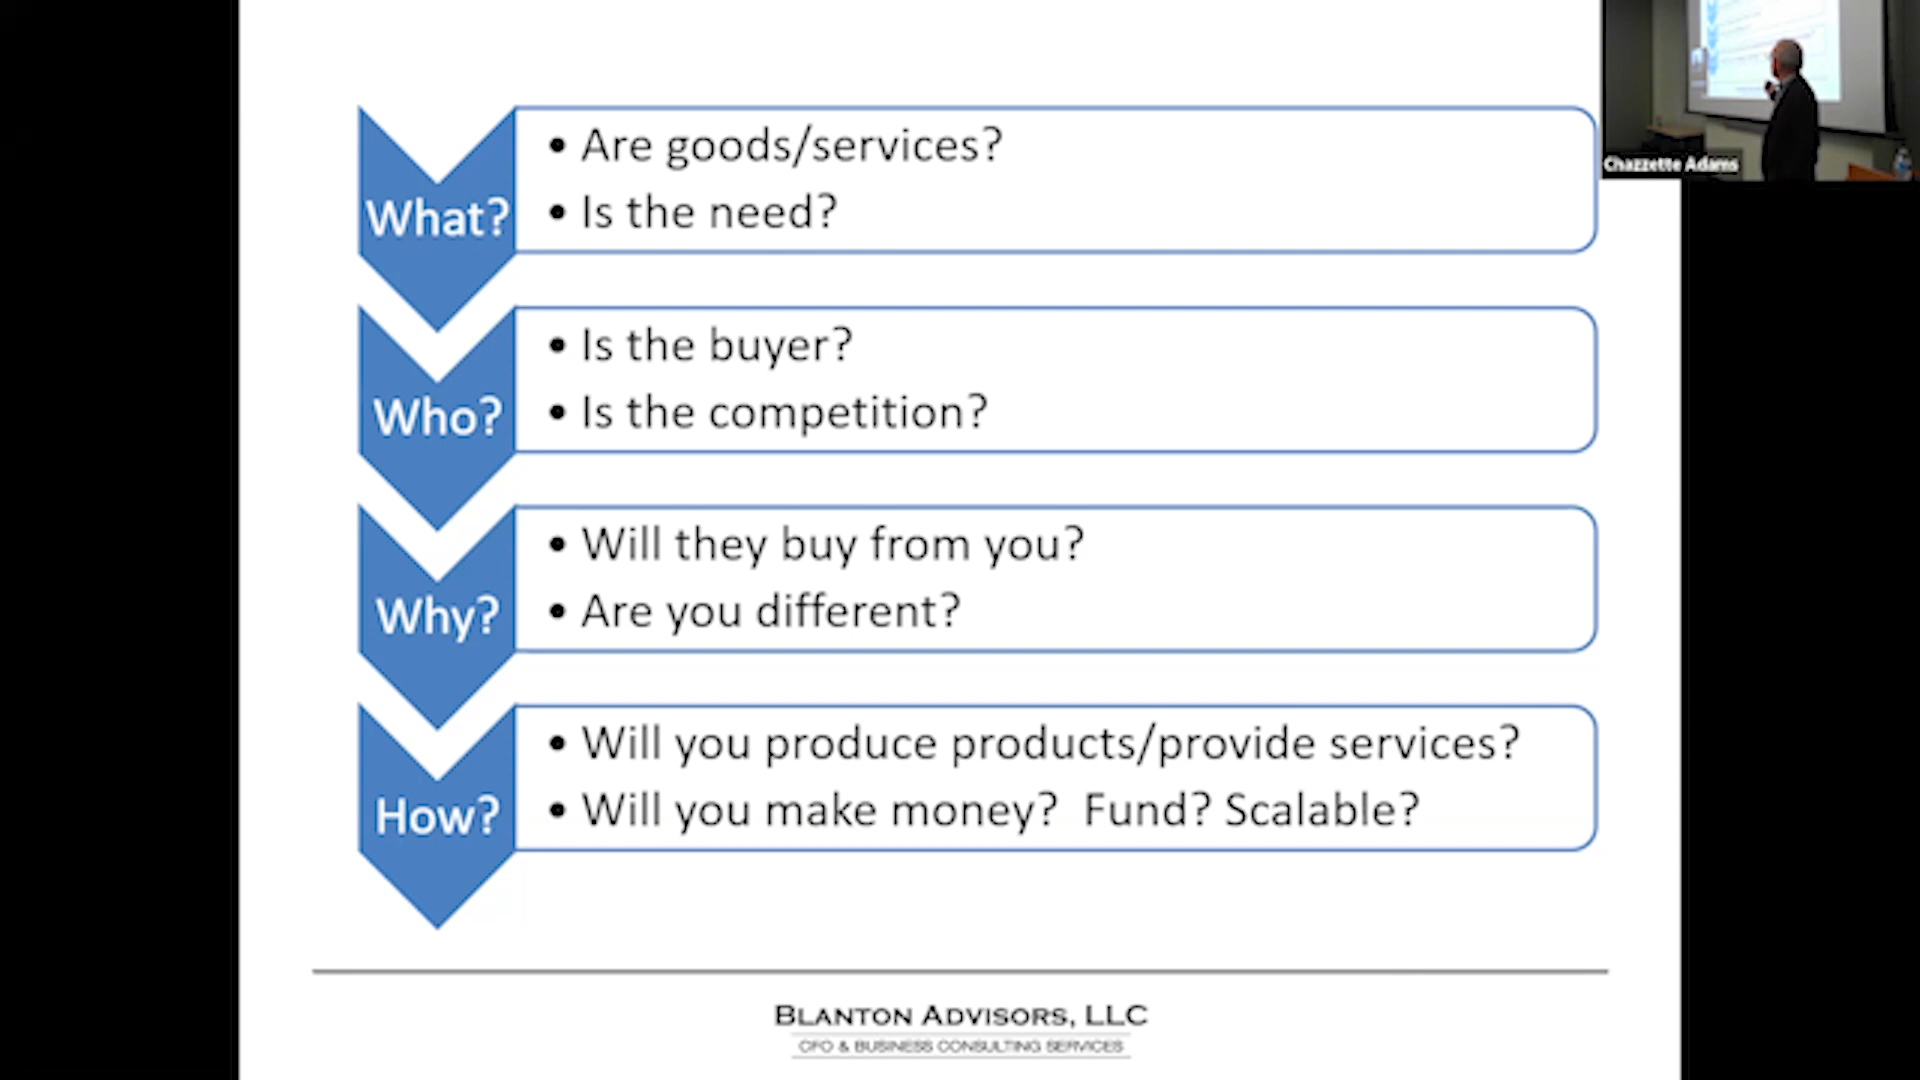 What?
• Are goods/services?
• Is the need?
Who?
• Is the buyer?
• Is the competition?
Why?
• Will they buy from you?
• Are you different?
How?
• Will you produce products/provide services?
• Will you make money?  Fund? Scalable?
BLANTON ADVISORS, LLC
CFO & BUSINESS CONSULTING SERVICES
Chazzette Adams